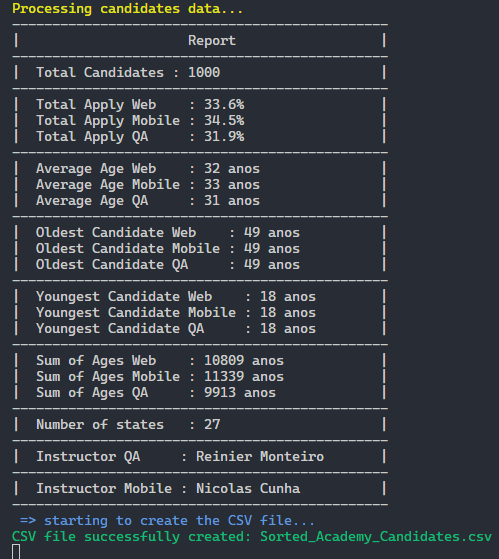 Processing candidates data...
-----------------------------------------------
|                     Report                  |
-----------------------------------------------
|  Total Candidates : 1000                    |
-----------------------------------------------
|  Total Apply Web    : 33.6%                 |
|  Total Apply Mobile : 34.5%                 |
|  Total Apply QA     : 31.9%                 |
-----------------------------------------------
|  Average Age Web    : 32 anos               |
|  Average Age Mobile : 33 anos               |
|  Average Age QA     : 31 anos               |
-----------------------------------------------
|  Oldest Candidate Web    : 49 anos          |
|  Oldest Candidate Mobile : 49 anos          |
|  Oldest Candidate QA     : 49 anos          |
-----------------------------------------------
|  Youngest Candidate Web    : 18 anos        |
|  Youngest Candidate Mobile : 18 anos        |
|  Youngest Candidate QA     : 18 anos        |
-----------------------------------------------
|  Sum of Ages Web    : 10809 anos            |
|  Sum of Ages Mobile : 11339 anos            |
|  Sum of Ages QA     : 9913 anos             |
-----------------------------------------------
|  Number of states   : 27                    |
-----------------------------------------------
|  Instructor QA     : Reinier Monteiro       |
-----------------------------------------------
|  Instructor Mobile : Nicolas Cunha          |
-----------------------------------------------
 => starting to create the CSV file...
CSV file successfully created: Sorted_Academy_Candidates.csv